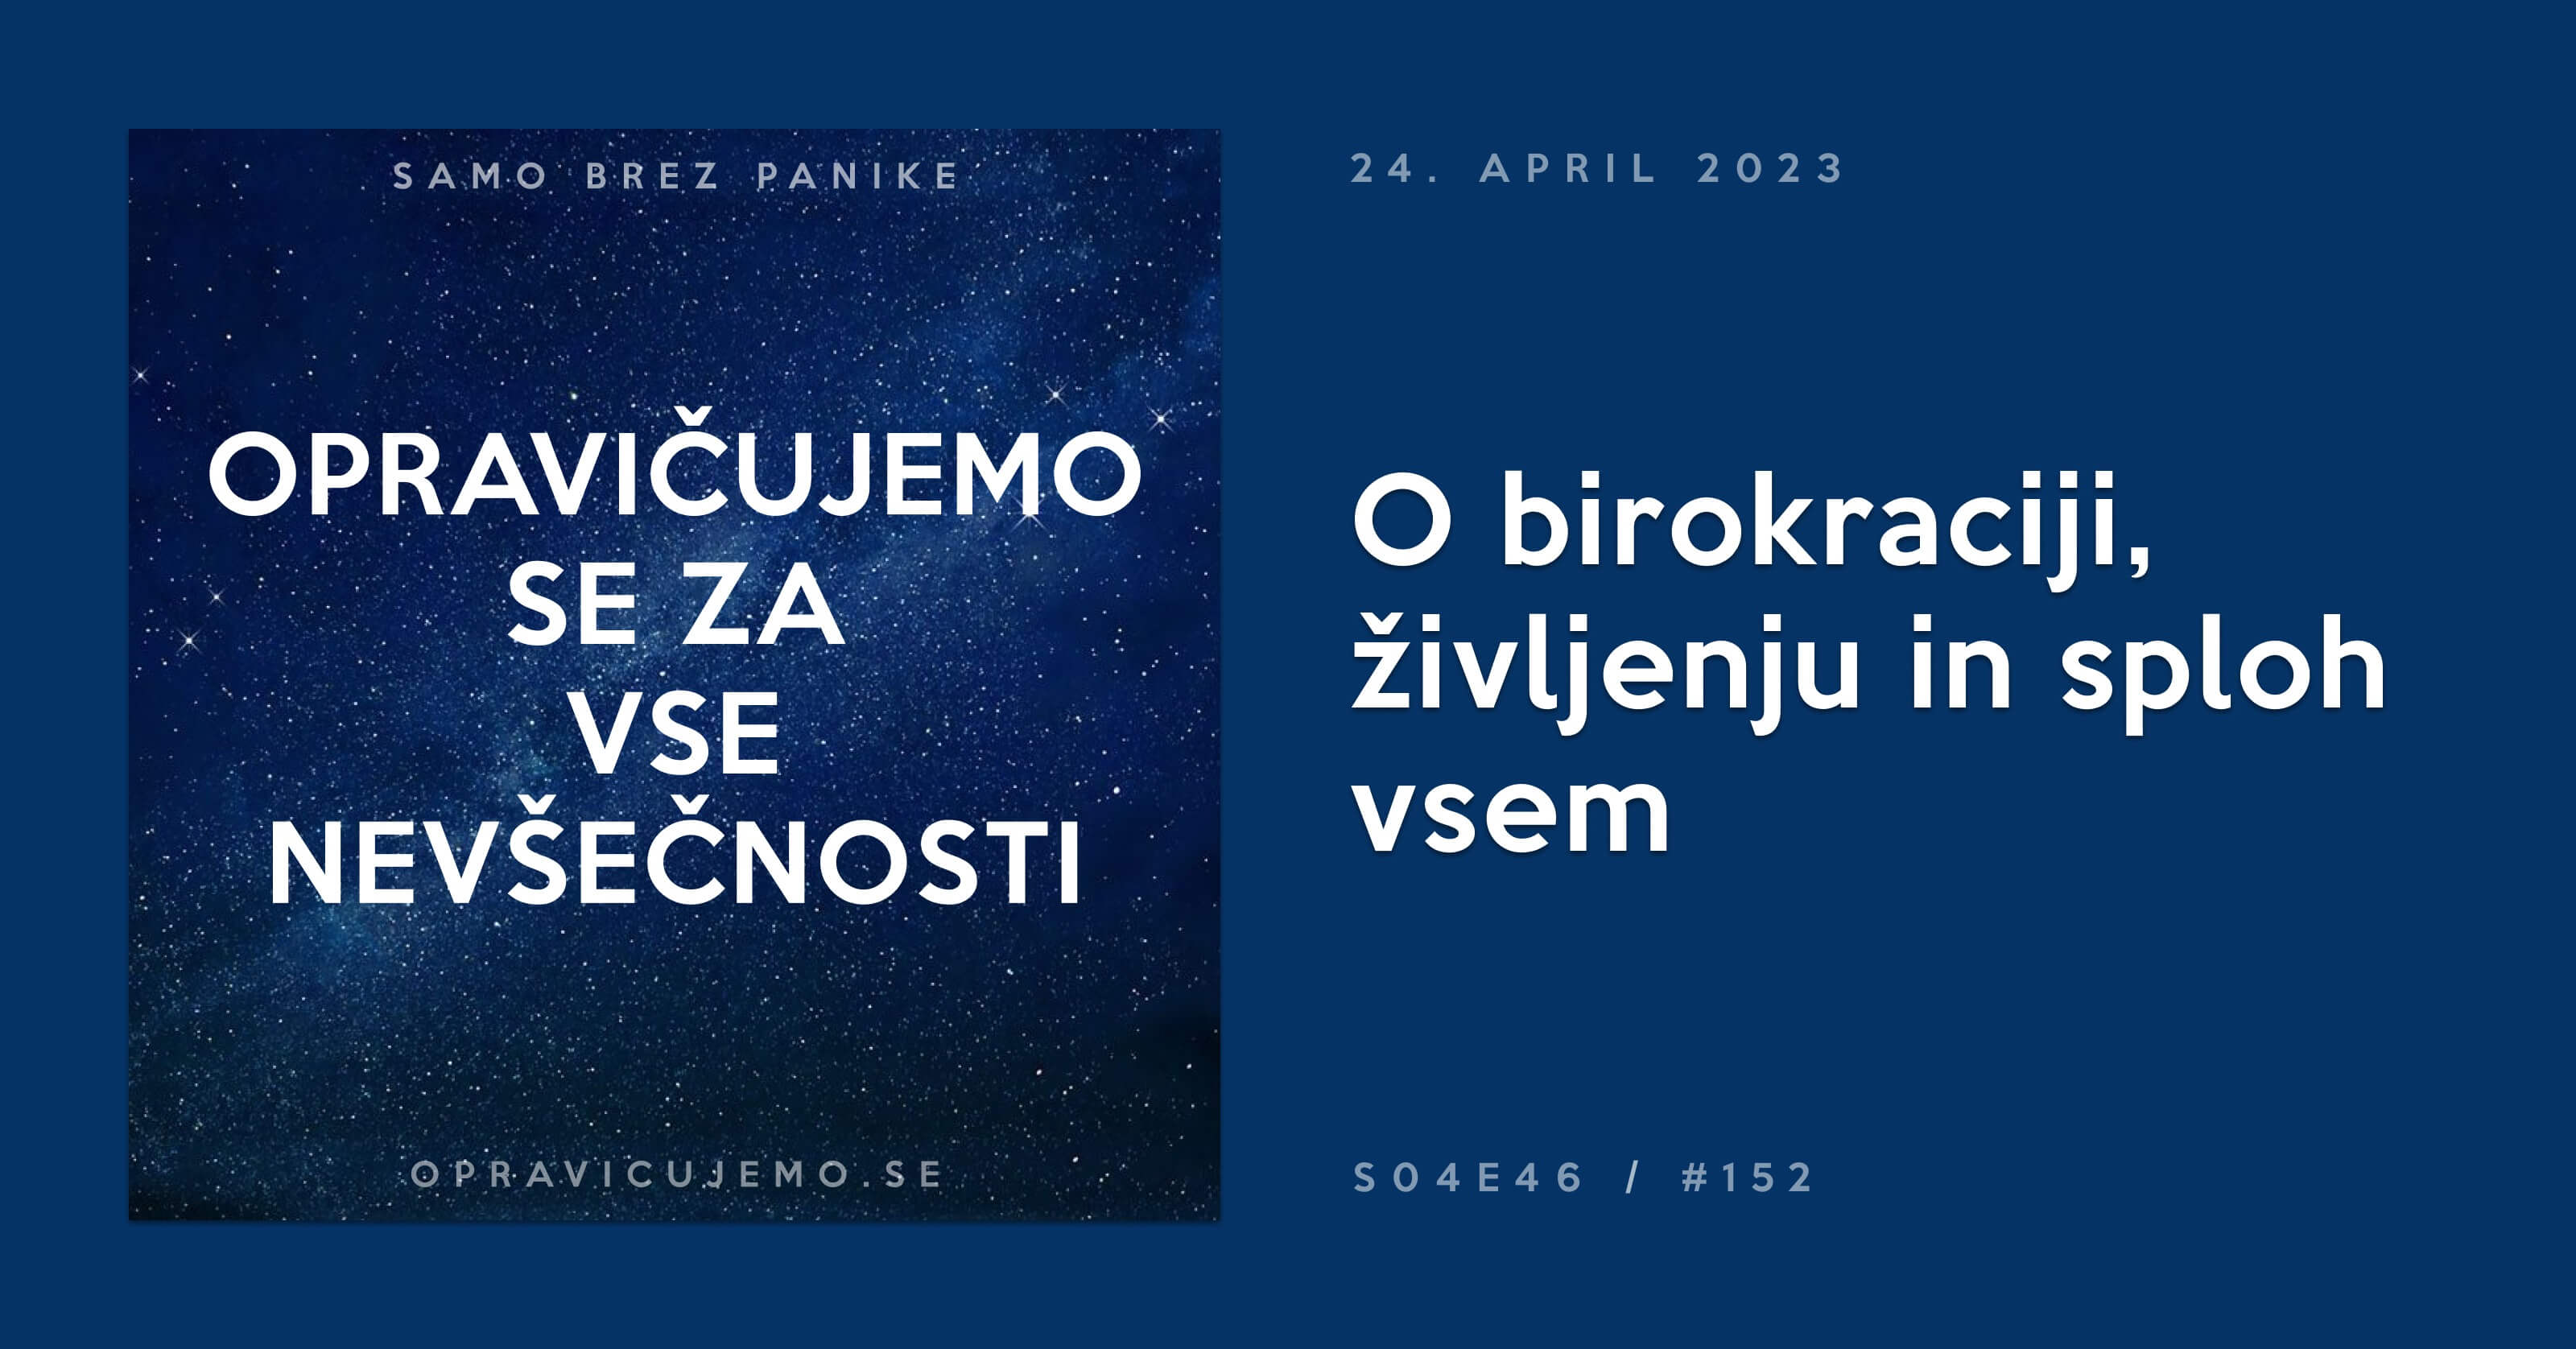 SAMO BREZ PANIKE
OPRAVIČUJEMO
SE ZA
VSE
NEVŠEČNOSTI
OPRAVICUJEMO.SE
24. APRIL 2023
O birokraciji,
življenju in sploh
vsem
S04E46 / #152